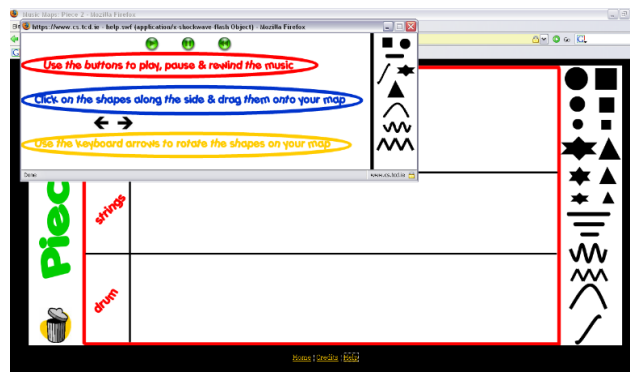 Music Maps: Piece 2 - Mozilla Firefox
https://www.cs.tcd.ie - help.swf (application/x-shockwave-flash Object) - Mozilla Firefox
Go
Use the buttons to play, pause & rewind the music
Click on the shapes along the side & drag them onto your map
Use the keyboard arrows to rotate the shapes on your map
Done
www.cs.tcd.ie
Piec
strings
drum
Home | Credits | Help